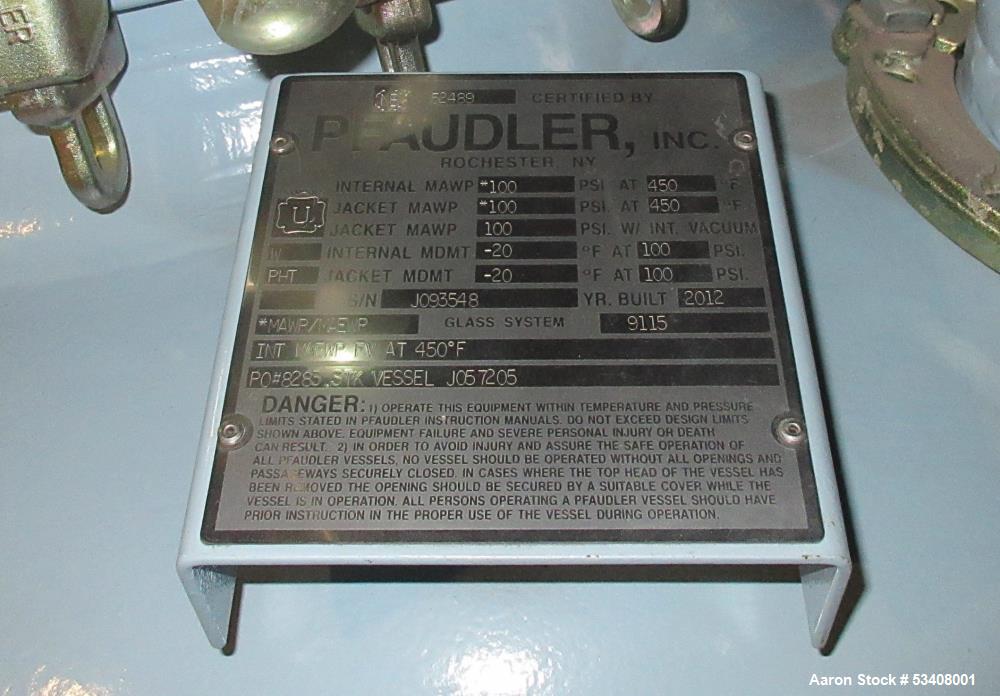 ER
52489 CERTIFIED BY
PFAUDLER, INC.
ROCHESTER, NY
INTERNAL MAWP *100 PSI AT 450 °F.
U JACKET MAWP *100 PSI. AT 450 °F.
JACKET MAWP 100 PSI. W/ INT. VACUUM
W INTERNAL MDMT -20 °F AT 100 PSI.
PHT JACKET MDMT -20 °F AT 100 PSI.
S/N J093548 YR. BUILT 2012
*MAWP/MAEWP GLASS SYSTEM 9115
INT MAEWP FV AT 450°F
PO#8285.STK VESSEL J057205
DANGER: 1) OPERATE THIS EQUIPMENT WITHIN TEMPERATURE AND PRESSURE
LIMITS STATED IN PFAUDLER INSTRUCTION MANUALS. DO NOT EXCEED DESIGN LIMITS
SHOWN ABOVE. EQUIPMENT FAILURE AND SEVERE PERSONAL INJURY OR DEATH
CAN RESULT. 2) IN ORDER TO AVOID INJURY AND ASSURE THE SAFE OPERATION OF
ALL PFAUDLER VESSELS, NO VESSEL SHOULD BE OPERATED WITHOUT ALL OPENINGS AND
PASSAGEWAYS SECURELY CLOSED. IN CASES WHERE THE TOP HEAD OF THE VESSEL HAS
BEEN REMOVED THE OPENING SHOULD BE SECURED BY A SUITABLE COVER WHILE THE
VESSEL IS IN OPERATION. ALL PERSONS OPERATING A PFAUDLER VESSEL SHOULD HAVE
PRIOR INSTRUCTION IN THE PROPER USE OF THE VESSEL DURING OPERATION.
Aaron Stock # 53408001